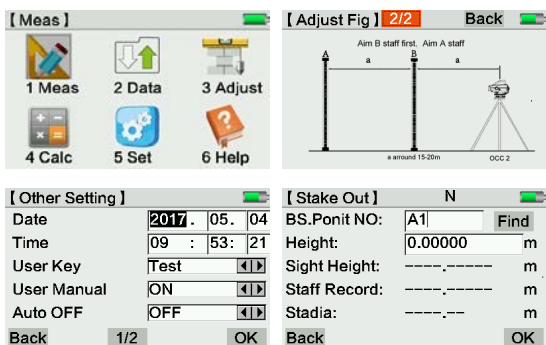 【Meas】
1 Meas 2 Data 3 Adjust
4 Calc 5 Set 6 Help
【Adjust Fig】 2/2 Back
Aim B staff first. Aim A staff
A B
a a
a arround 15-20m OCC 2
【Other Setting】
Date 2017. 05. 04
Time 09 : 53: 21
User Key Test
User Manual ON
Auto OFF OFF
Back 1/2 OK
【Stake Out】 N
BS.Ponit NO: A1 Find
Height: 0.00000 m
Sight Height: ----.----- m
Staff Record: ----.----- m
Stadia: ----.-- m
Back OK